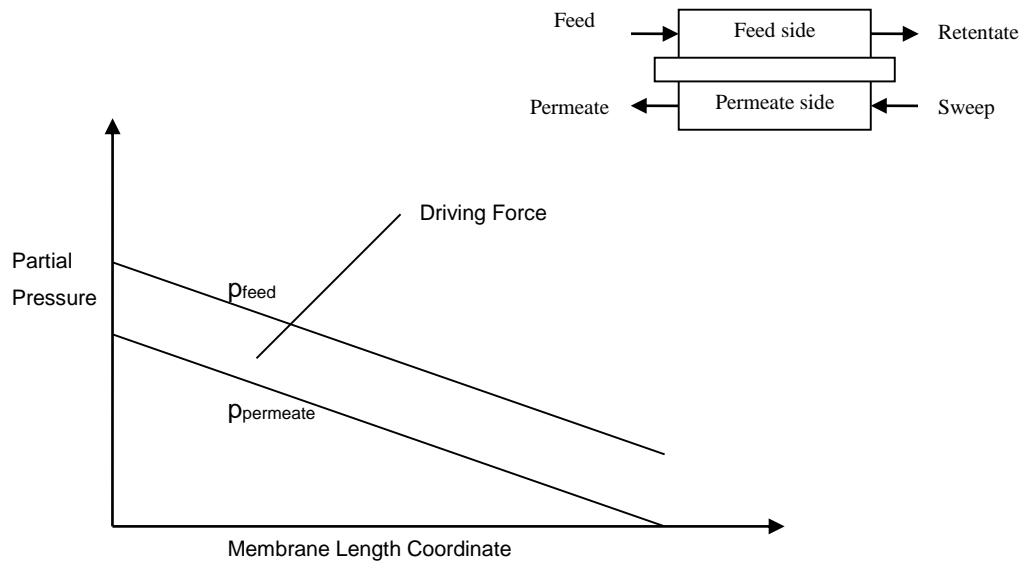 Feed
Feed side
Retentate
Permeate
Permeate side
Sweep
Driving Force
Partial
Pressure
pfeed
ppermeate
Membrane Length Coordinate